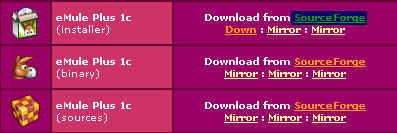 eMule Plus 1c
(installer)
Download from SourceForge
Down : Mirror : Mirror
eMule Plus 1c
(binary)
Download from SourceForge
Mirror : Mirror : Mirror
eMule Plus 1c
(sources)
Download from SourceForge
Mirror : Mirror : Mirror